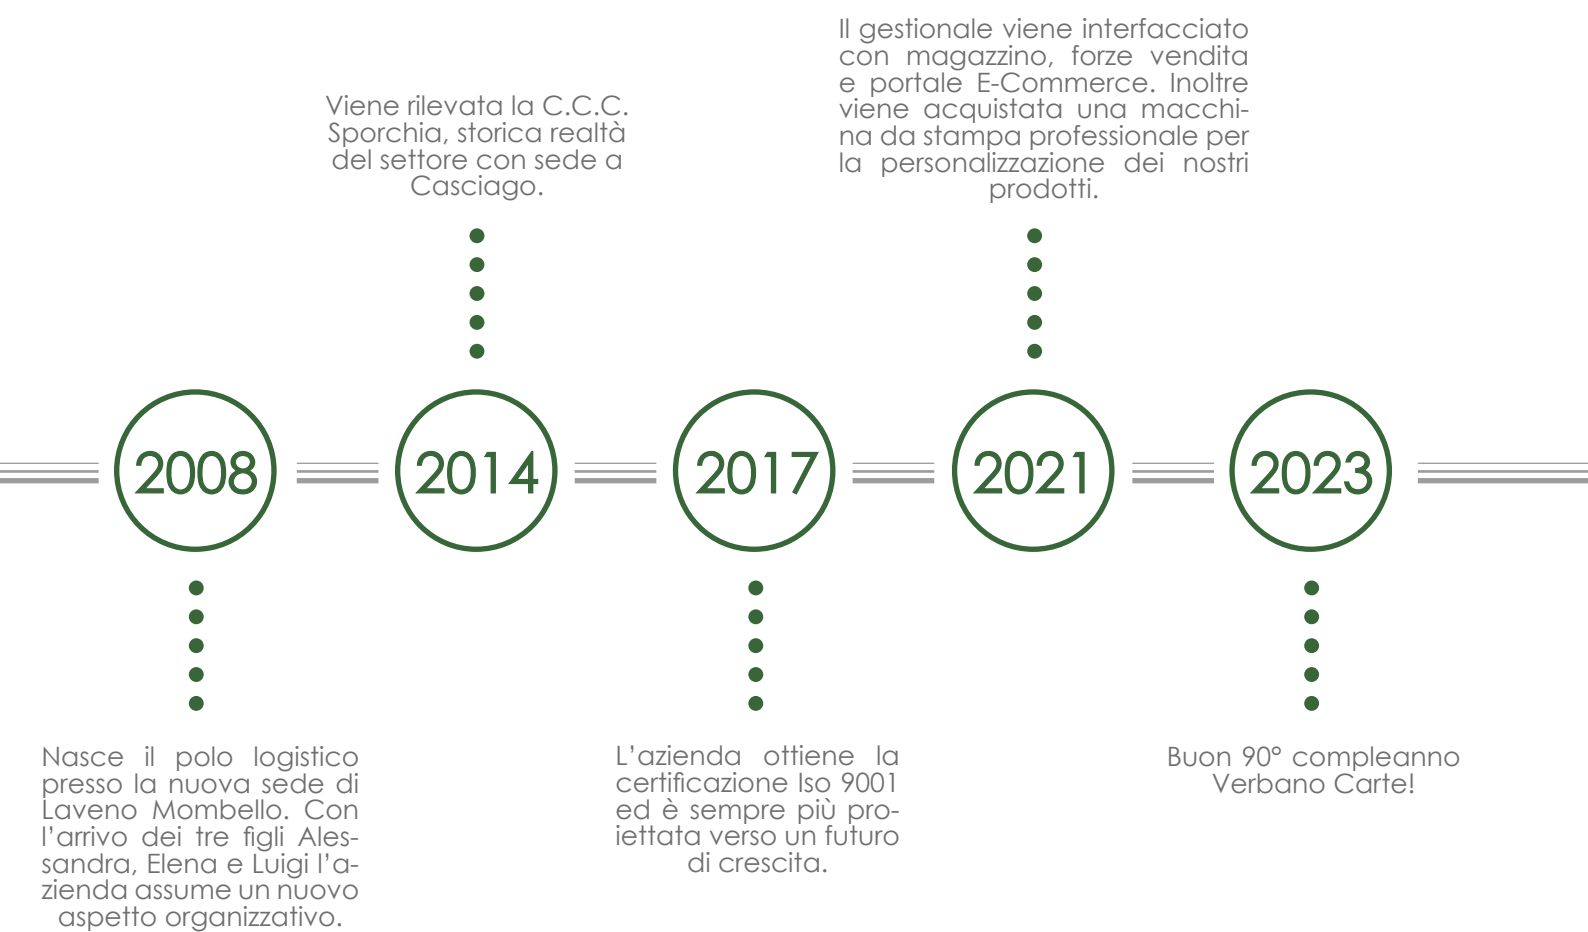 Il gestionale viene interfacciato
con magazzino, forze vendita
e portale E-Commerce. Inoltre
viene acquistata una macchi-
na da stampa professionale per
la personalizzazione dei nostri
prodotti.
Viene rilevata la C.C.C.
Sporchia, storica realtà
del settore con sede a
Casciago.
2008
2014
2017
2021
2023
Nasce il polo logistico
presso la nuova sede di
Laveno Mombello. Con
l'arrivo dei tre figli Ales-
sandra, Elena e Luigi l'a-
zienda assume un nuovo
aspetto organizzativo.
L'azienda ottiene la
certificazione Iso 9001
ed è sempre più pro-
iettata verso un futuro
di crescita.
Buon 90° compleanno
Verbano Carte!